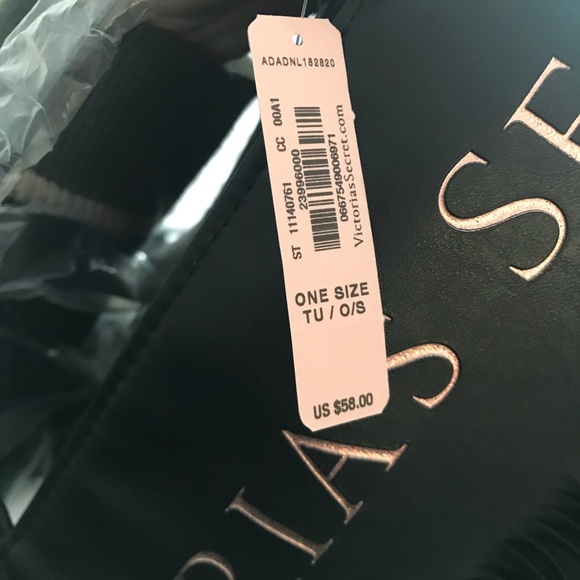 ADADNL182820
ST 11140761 CC 00A1
23996000
0667549006971
VictoriasSecret.com
ONE SIZE
TU / O/S
US $58.00
RIA'S SE